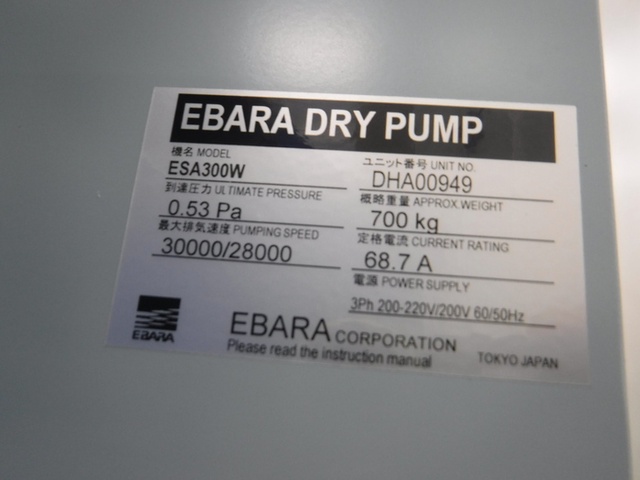 EBARA DRY PUMP
機名 MODEL
ESA300W
到達圧力 ULTIMATE PRESSURE
0.53 Pa
最大排気速度 PUMPING SPEED
30000/28000
ユニット番号 UNIT NO.
DHA00949
概略重量 APPROX.WEIGHT
700 kg
定格電流 CURRENT RATING
68.7 A
電源 POWER SUPPLY
3Ph 200-220V/200V 60/50Hz
EBARA
EBARA CORPORATION
Please read the instruction manual
TOKYO JAPAN